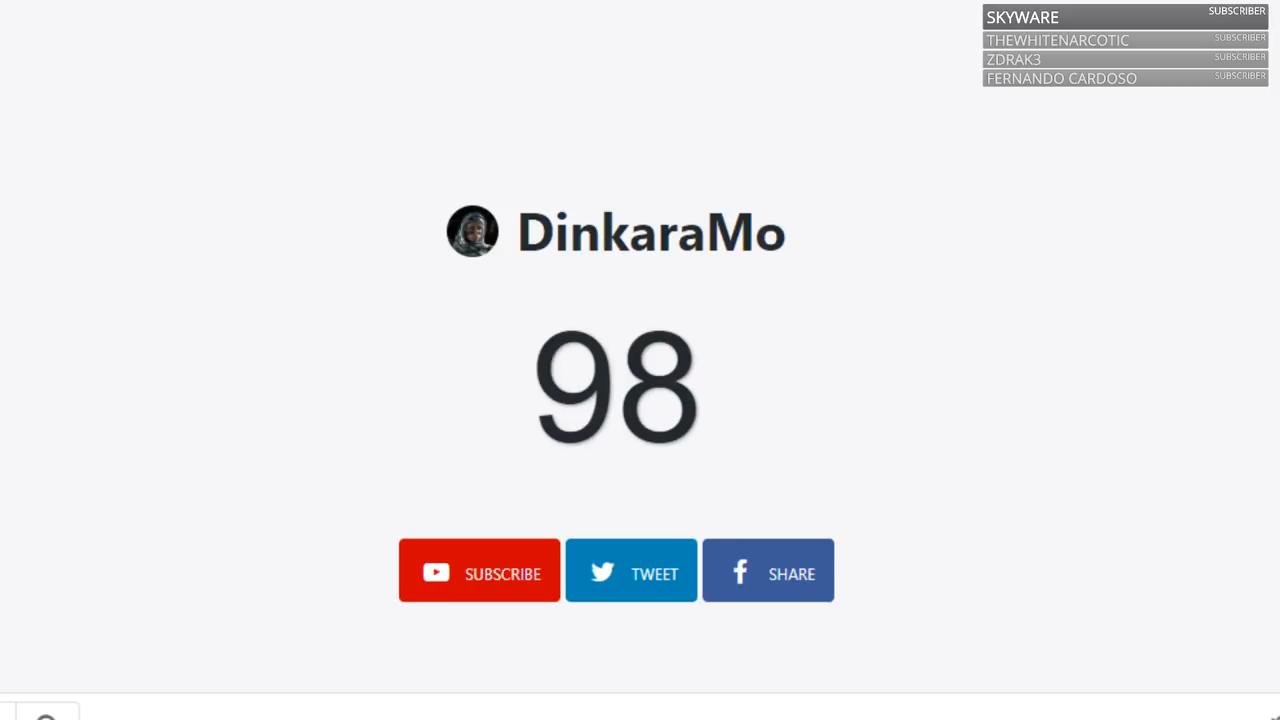 SKYWARE SUBSCRIBER
THEWHITENARCOTIC SUBSCRIBER
ZDRAK3 SUBSCRIBER
FERNANDO CARDOSO SUBSCRIBER
DinkaraMo
98
SUBSCRIBE TWEET SHARE